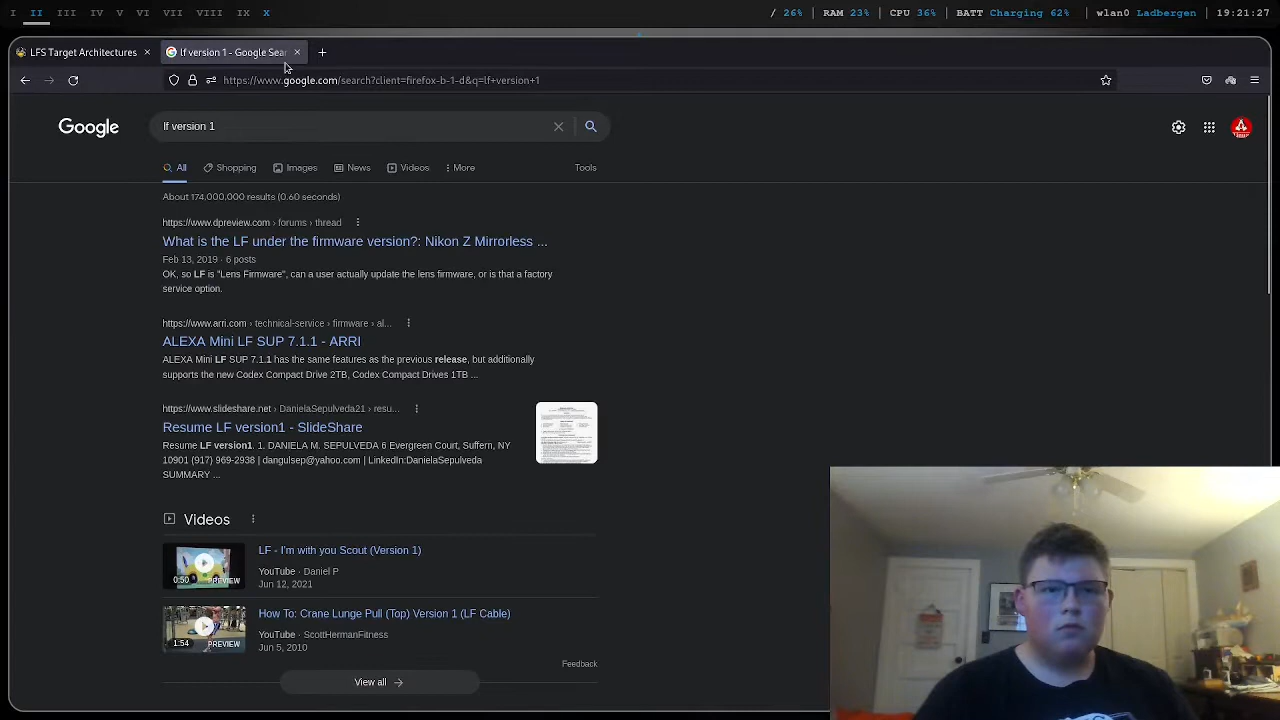 I II III IV V VI VII VIII IX X
/ 26% RAM 23% CPU 36% BATT Charging 62% wlan0 Ladbergen 19:21:27
LFS Target Architectures
lf version 1 - Google Sear
https://www.google.com/search?client=firefox-b-1-d&q=lf+version+1
Google
lf version 1
All Shopping Images News Videos More Tools
About 174,000,000 results (0.60 seconds)
https://www.dpreview.com › forums › thread
What is the LF under the firmware version?: Nikon Z Mirrorless ...
Feb 13, 2019 · 6 posts
OK, so LF is "Lens Firmware", can a user actually update the lens firmware, or is that a factory
service option.
https://www.arri.com › technical-service › firmware › al...
ALEXA Mini LF SUP 7.1.1 - ARRI
ALEXA Mini LF SUP 7.1.1 has the same features as the previous release, but additionally
supports the new Codex Compact Drive 2TB, Codex Compact Drives 1TB ...
https://www.slideshare.net › DanielaSepulveda21 › resu...
Resume LF version1 - SlideShare
Resume LF version1. 1. DANIELA SEPULVEDA 6 Evergreen Court, Suffern, NY
10901 (917) 969-2938 | danginsep@yahoo.com | LinkedIn:DanielaSepulveda
SUMMARY ...
Videos
0:50 PREVIEW
LF - I'm with you Scout (Version 1)
YouTube · Daniel P
Jun 12, 2021
1:54 PREVIEW
How To: Crane Lunge Pull (Top) Version 1 (LF Cable)
YouTube · ScottHermanFitness
Jun 5, 2010
Feedback
View all